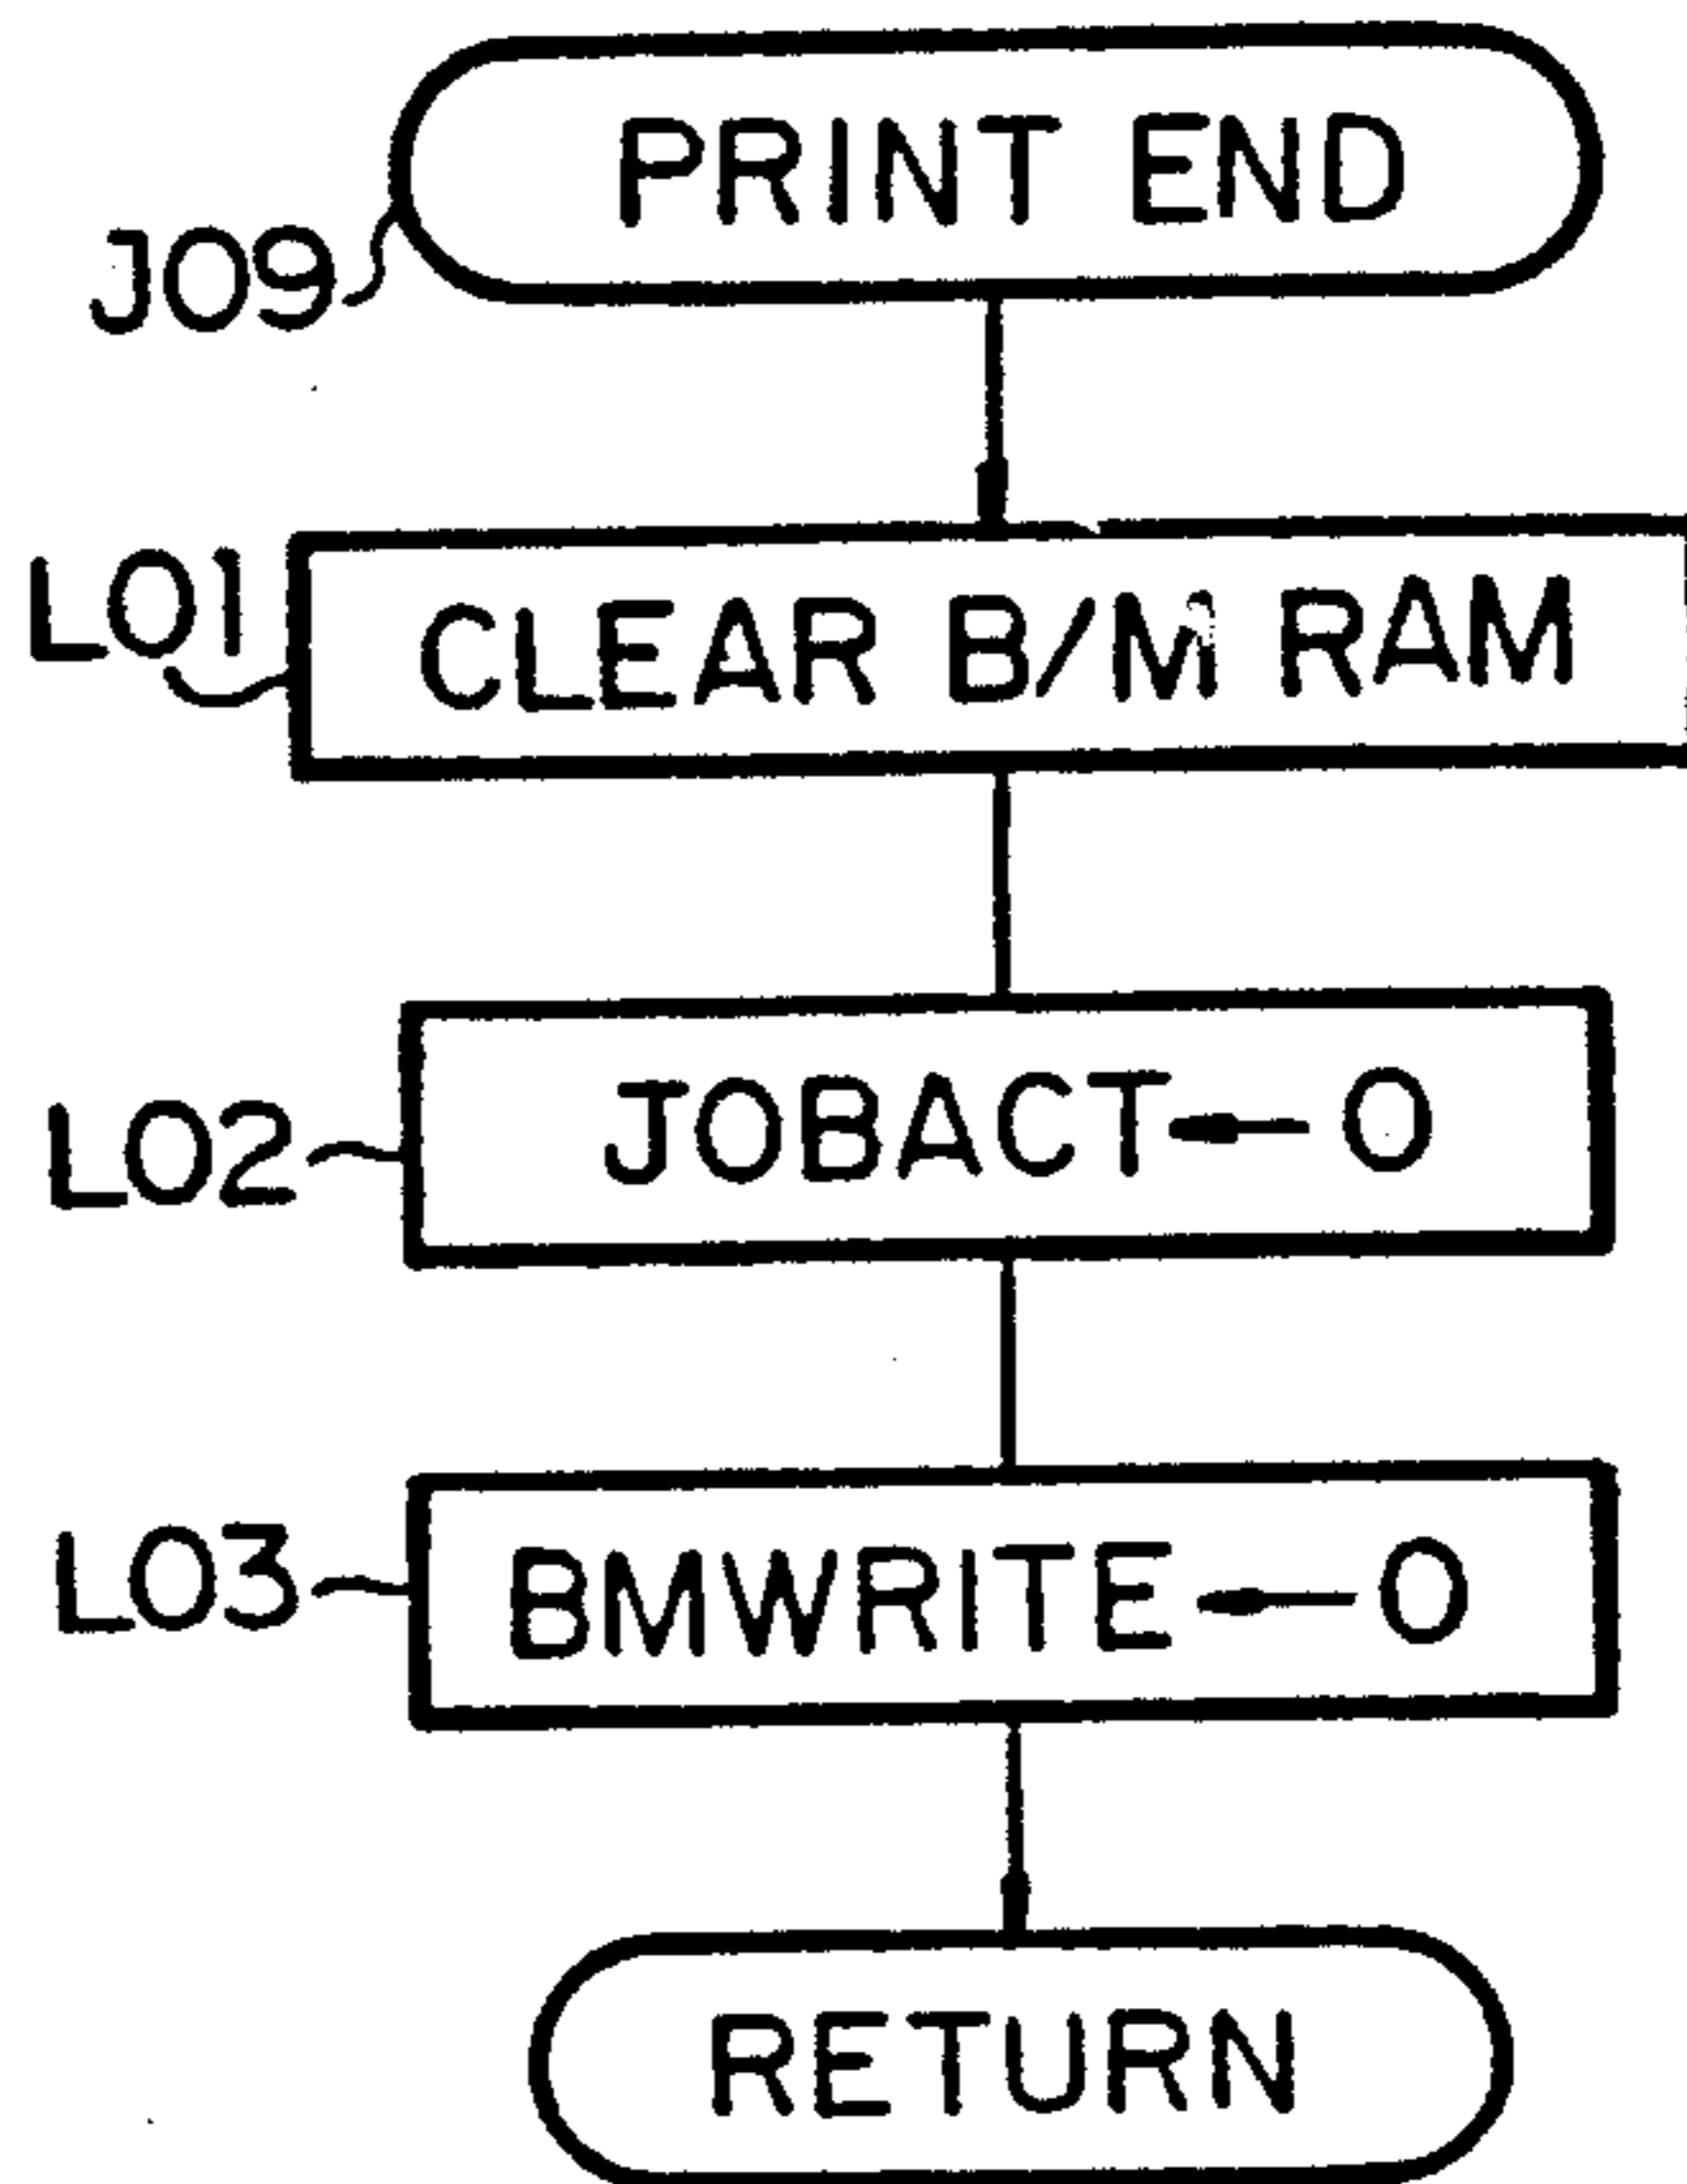 PRINT END
J09
L01
CLEAR B/M RAM
JOBACT ← 0
L02
BMWRITE ← 0
L03
RETURN